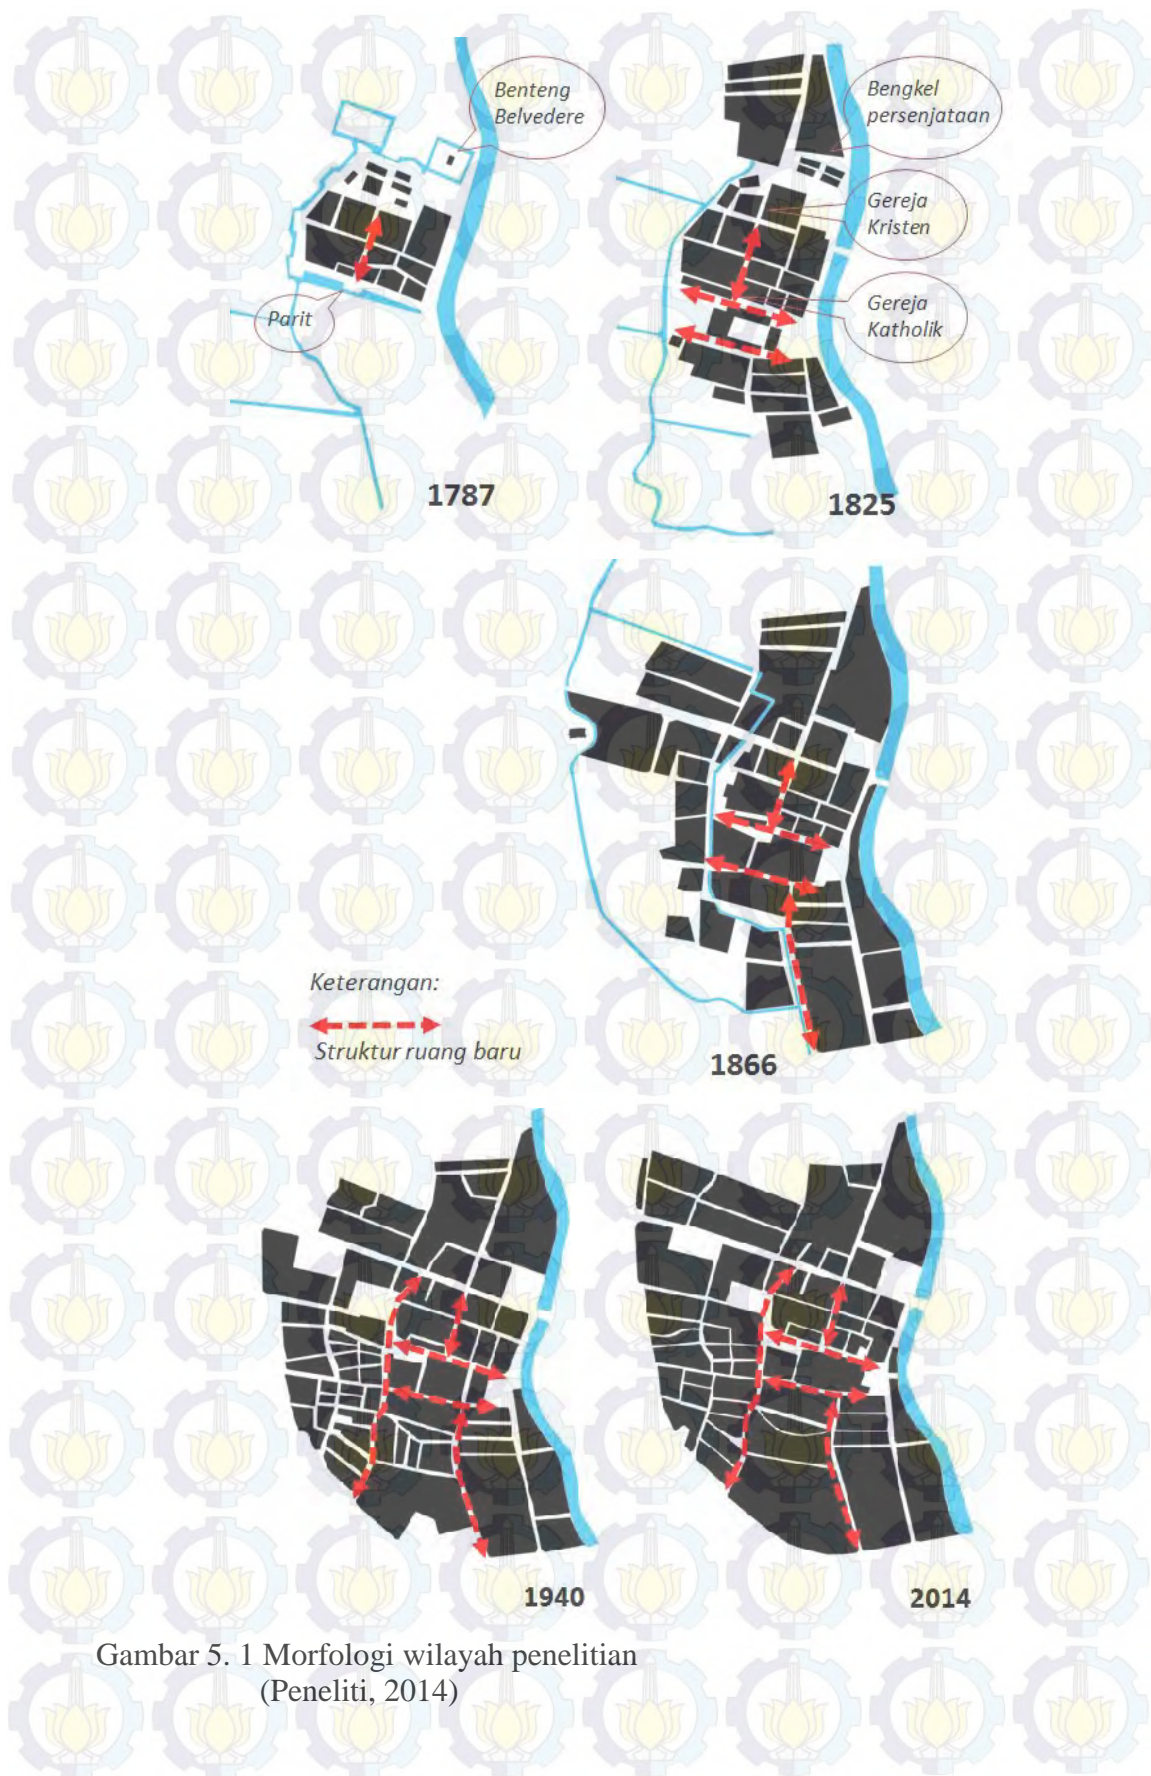 Benteng
Belvedere
Parit
1787
Bengkel
persenjataan
Gereja
Kristen
Gereja
Katholik
1825
Keterangan:
Struktur ruang baru
1866
1940
2014
Gambar 5. 1 Morfologi wilayah penelitian
(Peneliti, 2014)